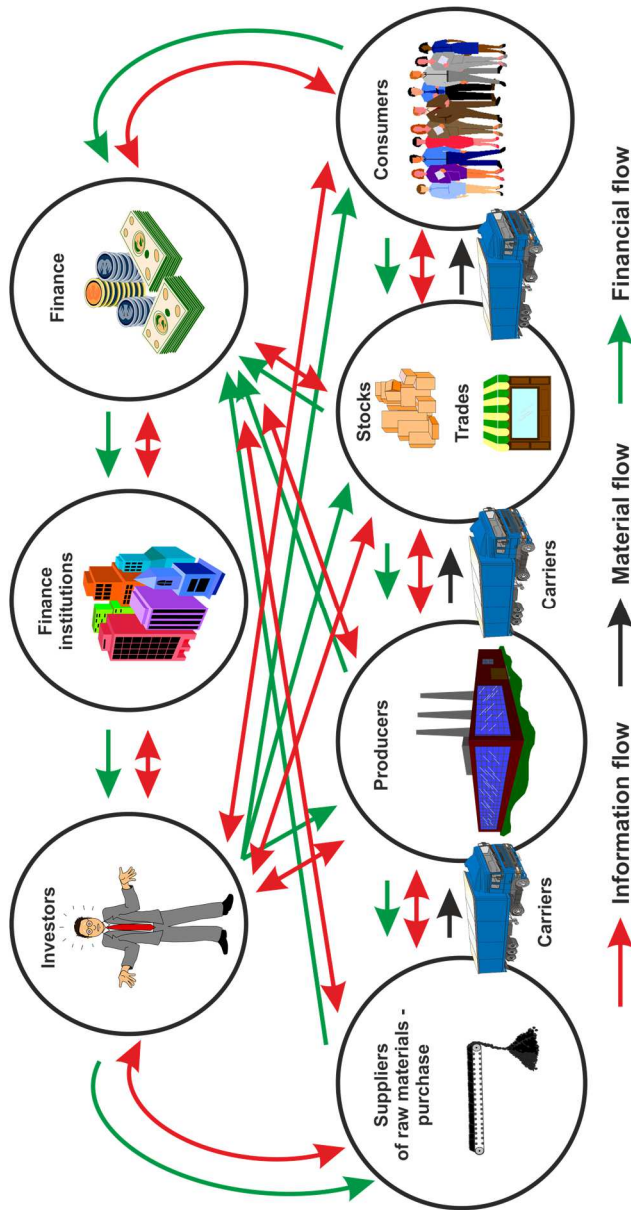 Investors
Finance
institutions
Finance
Suppliers
of raw materials -
purchase
Producers
Stocks
Trades
Consumers
Carriers
Carriers
Information flow
Material flow
Financial flow